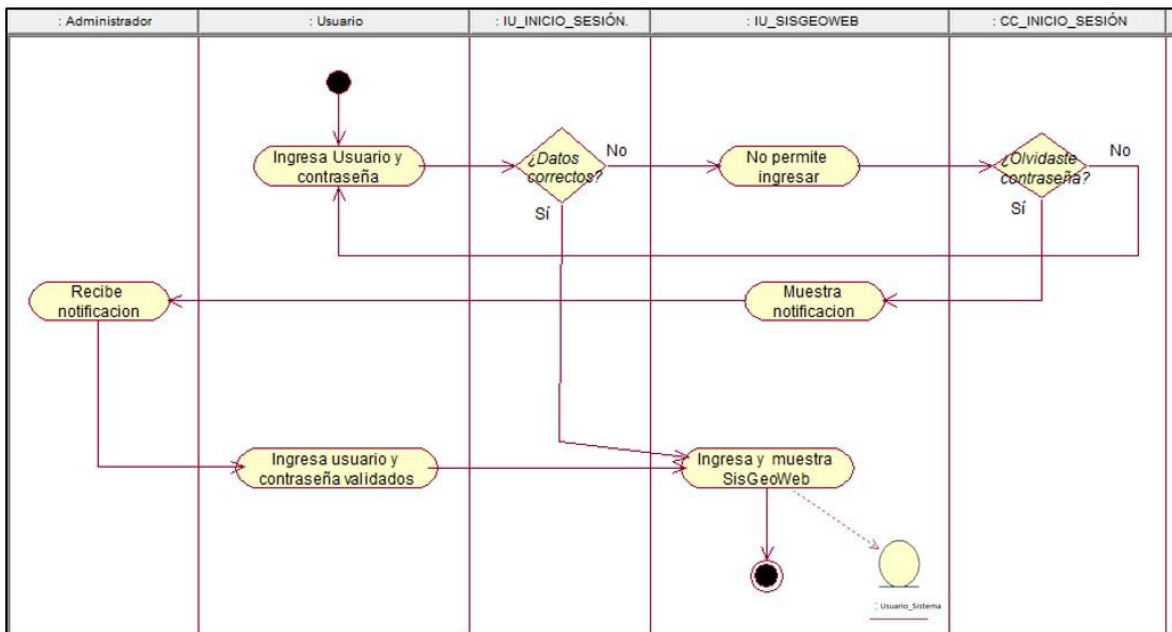 : Administrador
: Usuario
: IU_INICIO_SESIÓN.
: IU_SISGEOWEB
: CC_INICIO_SESIÓN
Ingresa Usuario y
contraseña
¿Datos
correctos?
No
Sí
No permite
ingresar
¿Olvidaste
contraseña?
No
Sí
Recibe
notificacion
Muestra
notificacion
Ingresa usuario y
contraseña validados
Ingresa y muestra
SisGeoWeb
: Usuario_Sistema